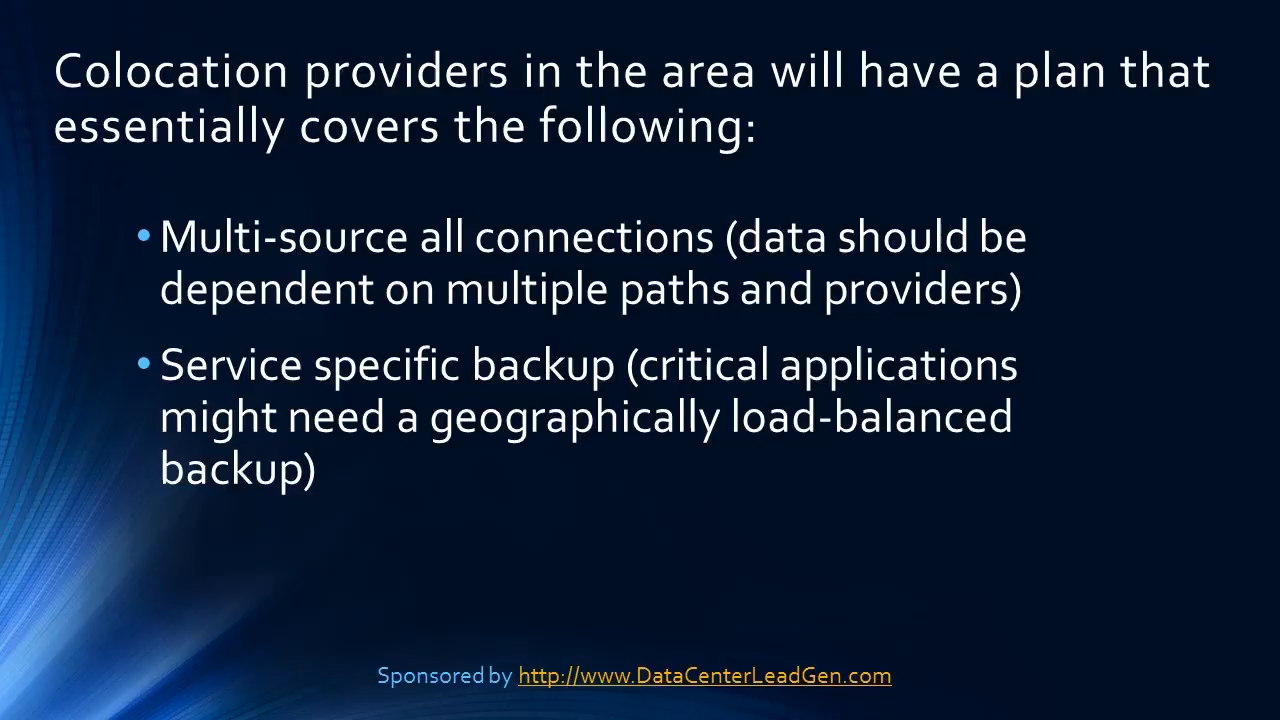 Colocation providers in the area will have a plan that
essentially covers the following:
• Multi-source all connections (data should be
dependent on multiple paths and providers)
• Service specific backup (critical applications
might need a geographically load-balanced
backup)
Sponsored by http://www.DataCenterLeadGen.com